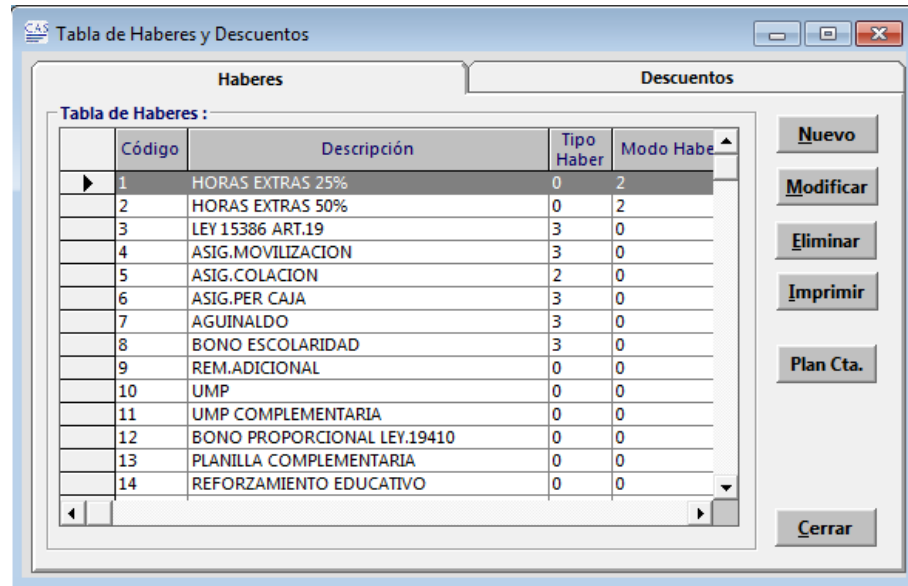 CAS Tabla de Haberes y Descuentos
Haberes Descuentos
Tabla de Haberes :
Código Descripción Tipo Haber Modo Habe
1 HORAS EXTRAS 25% 0 2
2 HORAS EXTRAS 50% 0 2
3 LEY 15386 ART.19 3 0
4 ASIG.MOVILIZACION 3 0
5 ASIG.COLACION 2 0
6 ASIG.PER CAJA 3 0
7 AGUINALDO 3 0
8 BONO ESCOLARIDAD 3 0
9 REM.ADICIONAL 0 0
10 UMP 0 0
11 UMP COMPLEMENTARIA 0 0
12 BONO PROPORCIONAL LEY.19410 0 0
13 PLANILLA COMPLEMENTARIA 0 0
14 REFORZAMIENTO EDUCATIVO 0 0
Nuevo
Modificar
Eliminar
Imprimir
Plan Cta.
Cerrar